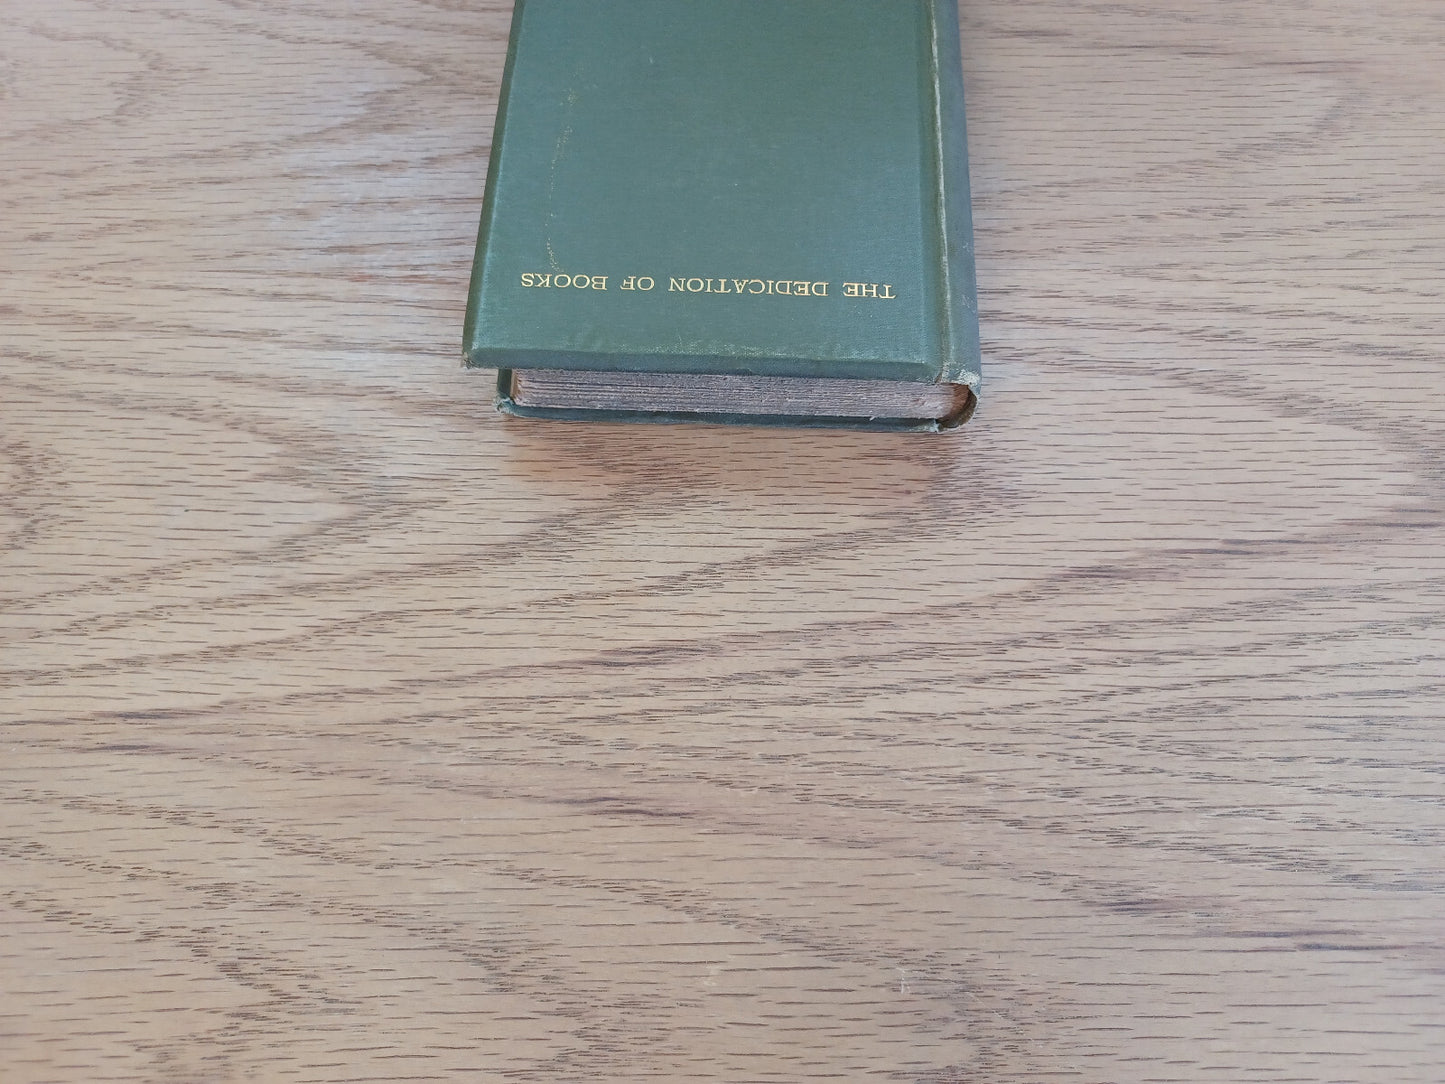 THE DEDICATION OF BOOKS